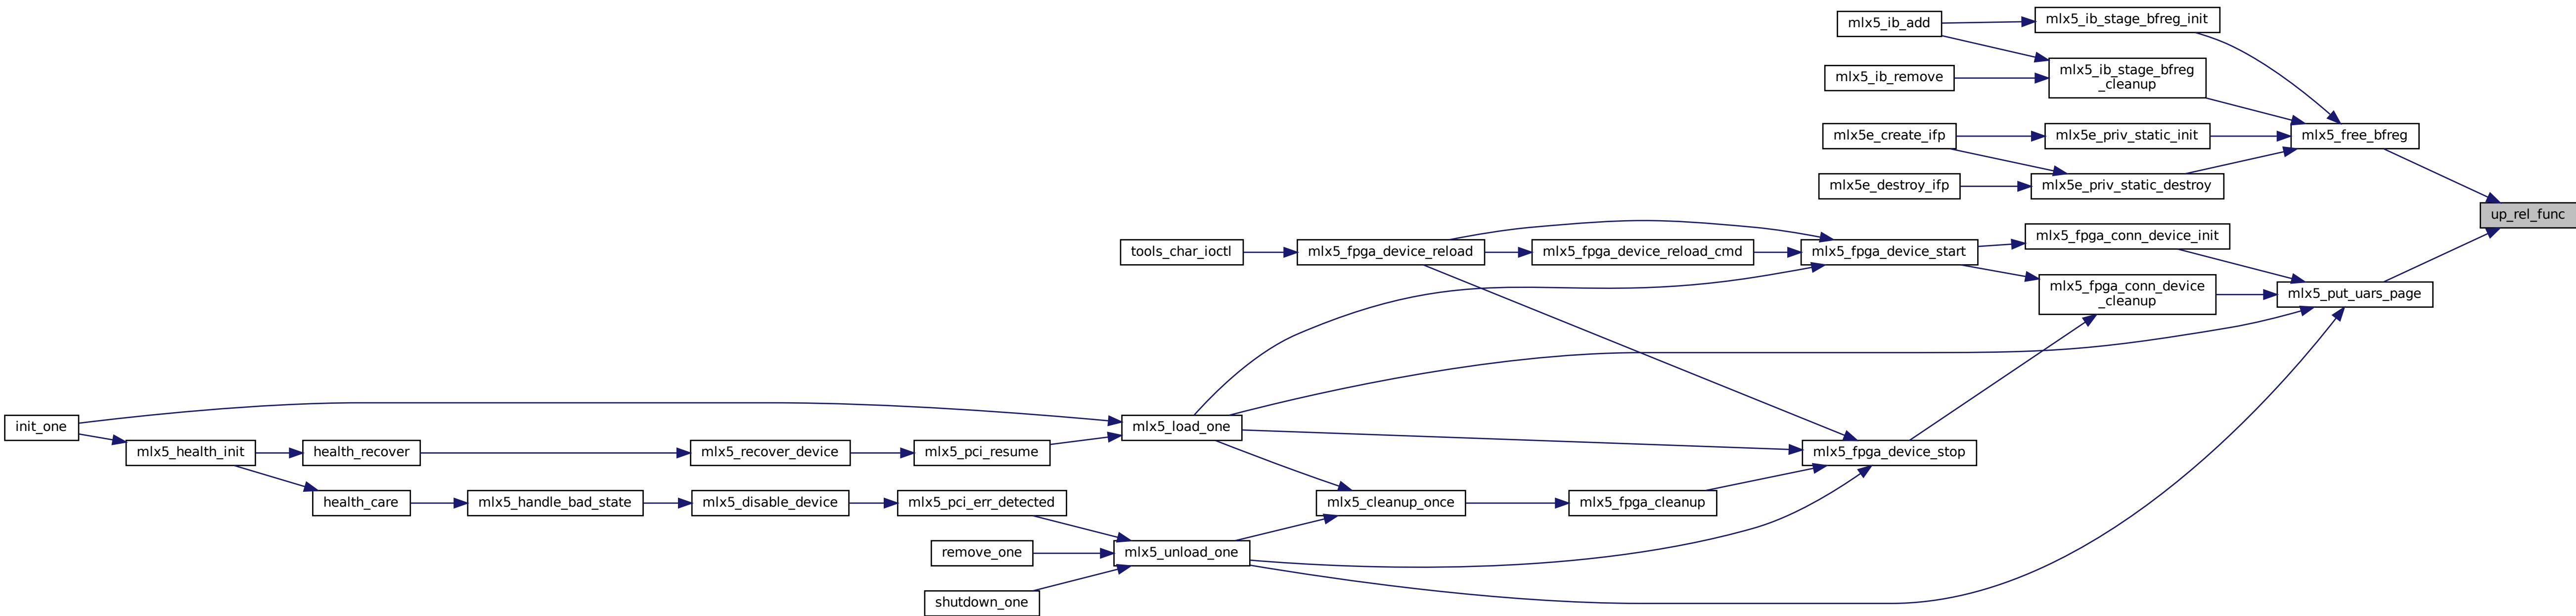 mlx5_ib_add
mlx5_ib_stage_bfreg_init
mlx5_ib_stage_bfreg
_cleanup
mlx5_ib_remove
mlx5e_create_ifp
mlx5e_priv_static_init
mlx5_free_bfreg
mlx5e_destroy_ifp
mlx5e_priv_static_destroy
up_rel_func
tools_char_ioctl
mlx5_fpga_device_reload
mlx5_fpga_device_reload_cmd
mlx5_fpga_device_start
mlx5_fpga_conn_device_init
mlx5_fpga_conn_device
_cleanup
mlx5_put_uars_page
init_one
mlx5_load_one
mlx5_health_init
health_recover
mlx5_recover_device
mlx5_pci_resume
mlx5_fpga_device_stop
health_care
mlx5_handle_bad_state
mlx5_disable_device
mlx5_pci_err_detected
mlx5_cleanup_once
mlx5_fpga_cleanup
remove_one
mlx5_unload_one
shutdown_one